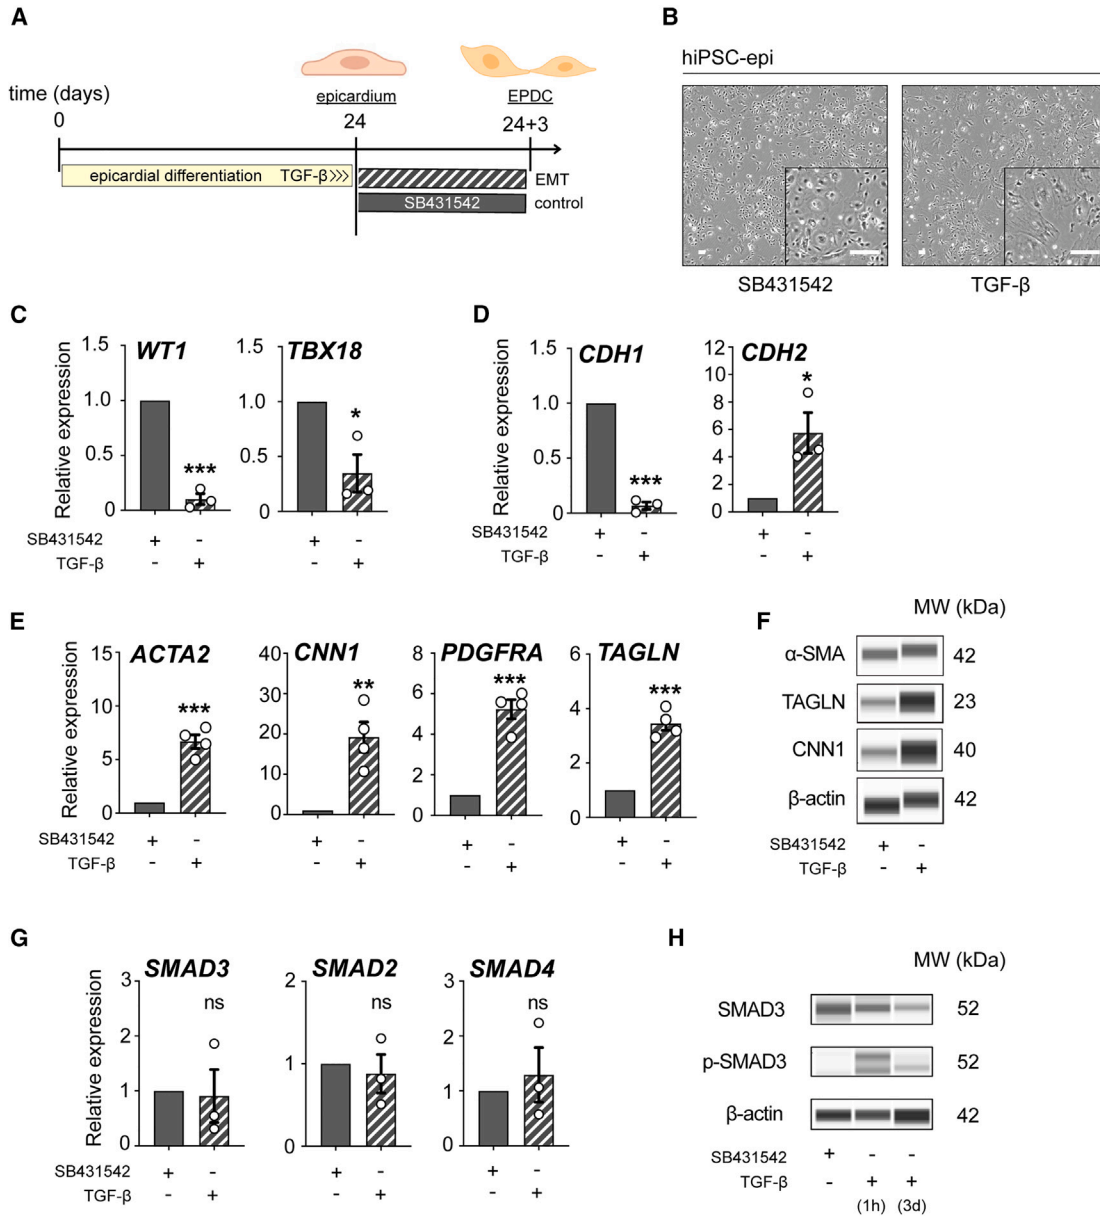 A
time (days)
0
epicardium
24
EPDC
24+3
epicardial differentiation TGF-β>>>
EMT
SB431542
control
B
hiPSC-epi
SB431542
TGF-β
C
Relative expression
1.5
1.0
0.5
0
WT1
***
1.5
1.0
0.5
0
TBX18
*
SB431542 + - + -
TGF-β - + - +
D
Relative expression
1.5
1.0
0.5
0
CDH1
***
12
10
8
6
4
2
0
CDH2
*
+ - + -
- + - +
E
Relative expression
15
10
5
0
ACTA2
***
40
30
20
10
0
CNN1
**
8
6
4
2
0
PDGFRA
***
6
4
2
0
TAGLN
***
SB431542 + - + - + - + -
TGF-β - + - + - + - +
F
MW (kDa)
α-SMA 42
TAGLN 23
CNN1 40
β-actin 42
SB431542 + -
TGF-β - +
G
Relative expression
3
2
1
0
SMAD3
ns
2
1
0
SMAD2
ns
3
2
1
0
SMAD4
ns
SB431542 + - + - + -
TGF-β - + - + - +
H
MW (kDa)
SMAD3 52
p-SMAD3 52
β-actin 42
SB431542 + - -
TGF-β - + +
(1h) (3d)